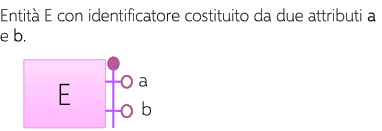 Entità E con identificatore costituito da due attributi a
e b.
E
a
b